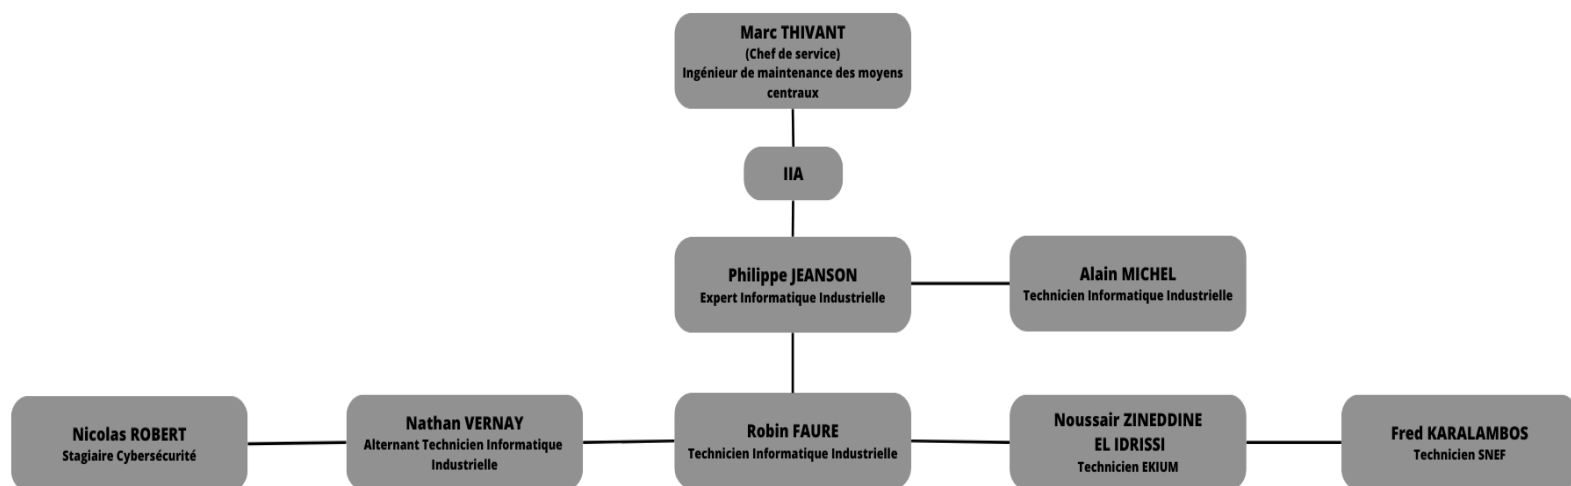 Marc THIVANT
(Chef de service)
Ingénieur de maintenance des moyens
centraux
IIA
Philippe JEANSON
Expert Informatique Industrielle
Alain MICHEL
Technicien Informatique Industrielle
Nicolas ROBERT
Stagiaire Cybersécurité
Nathan VERNAY
Alternant Technicien Informatique
Industrielle
Robin FAURE
Technicien Informatique Industrielle
Noussair ZINEDDINE
EL IDRISSI
Technicien EKIUM
Fred KARALAMBOS
Technicien SNEF